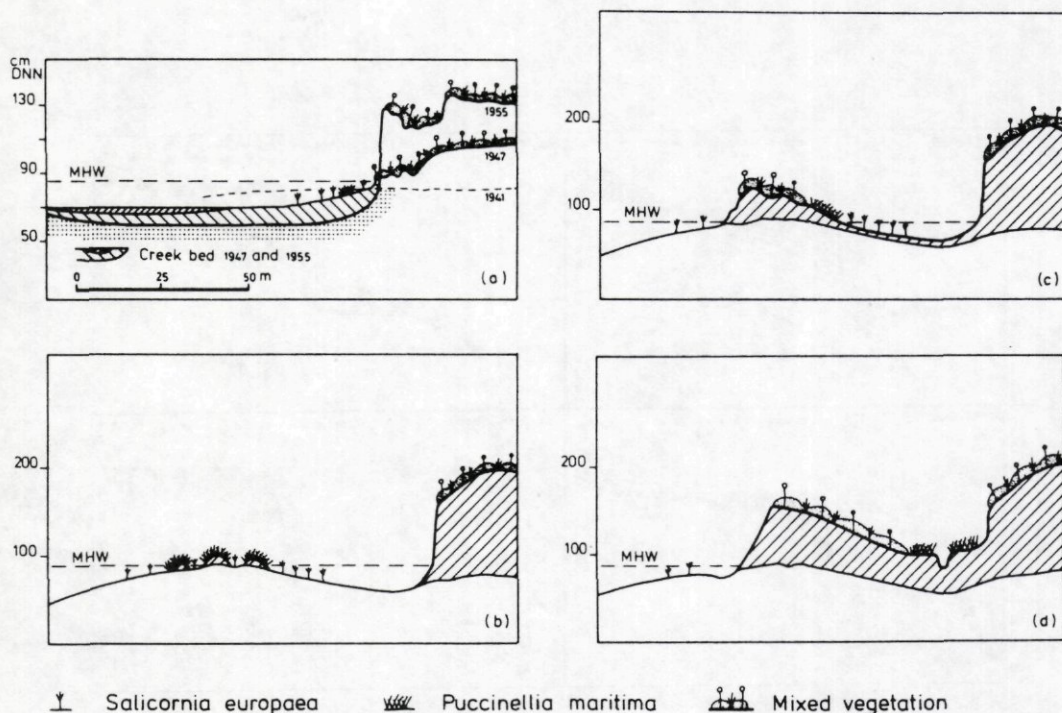 cm
DNN
130
90
50
MHW
1955
1947
1941
Creek bed 1947 and 1955
0 25 50 m
(a)
200
100
MHW
(b)
200
100
MHW
(c)
200
100
MHW
(d)
Salicornia europaea
Puccinellia maritima
Mixed vegetation